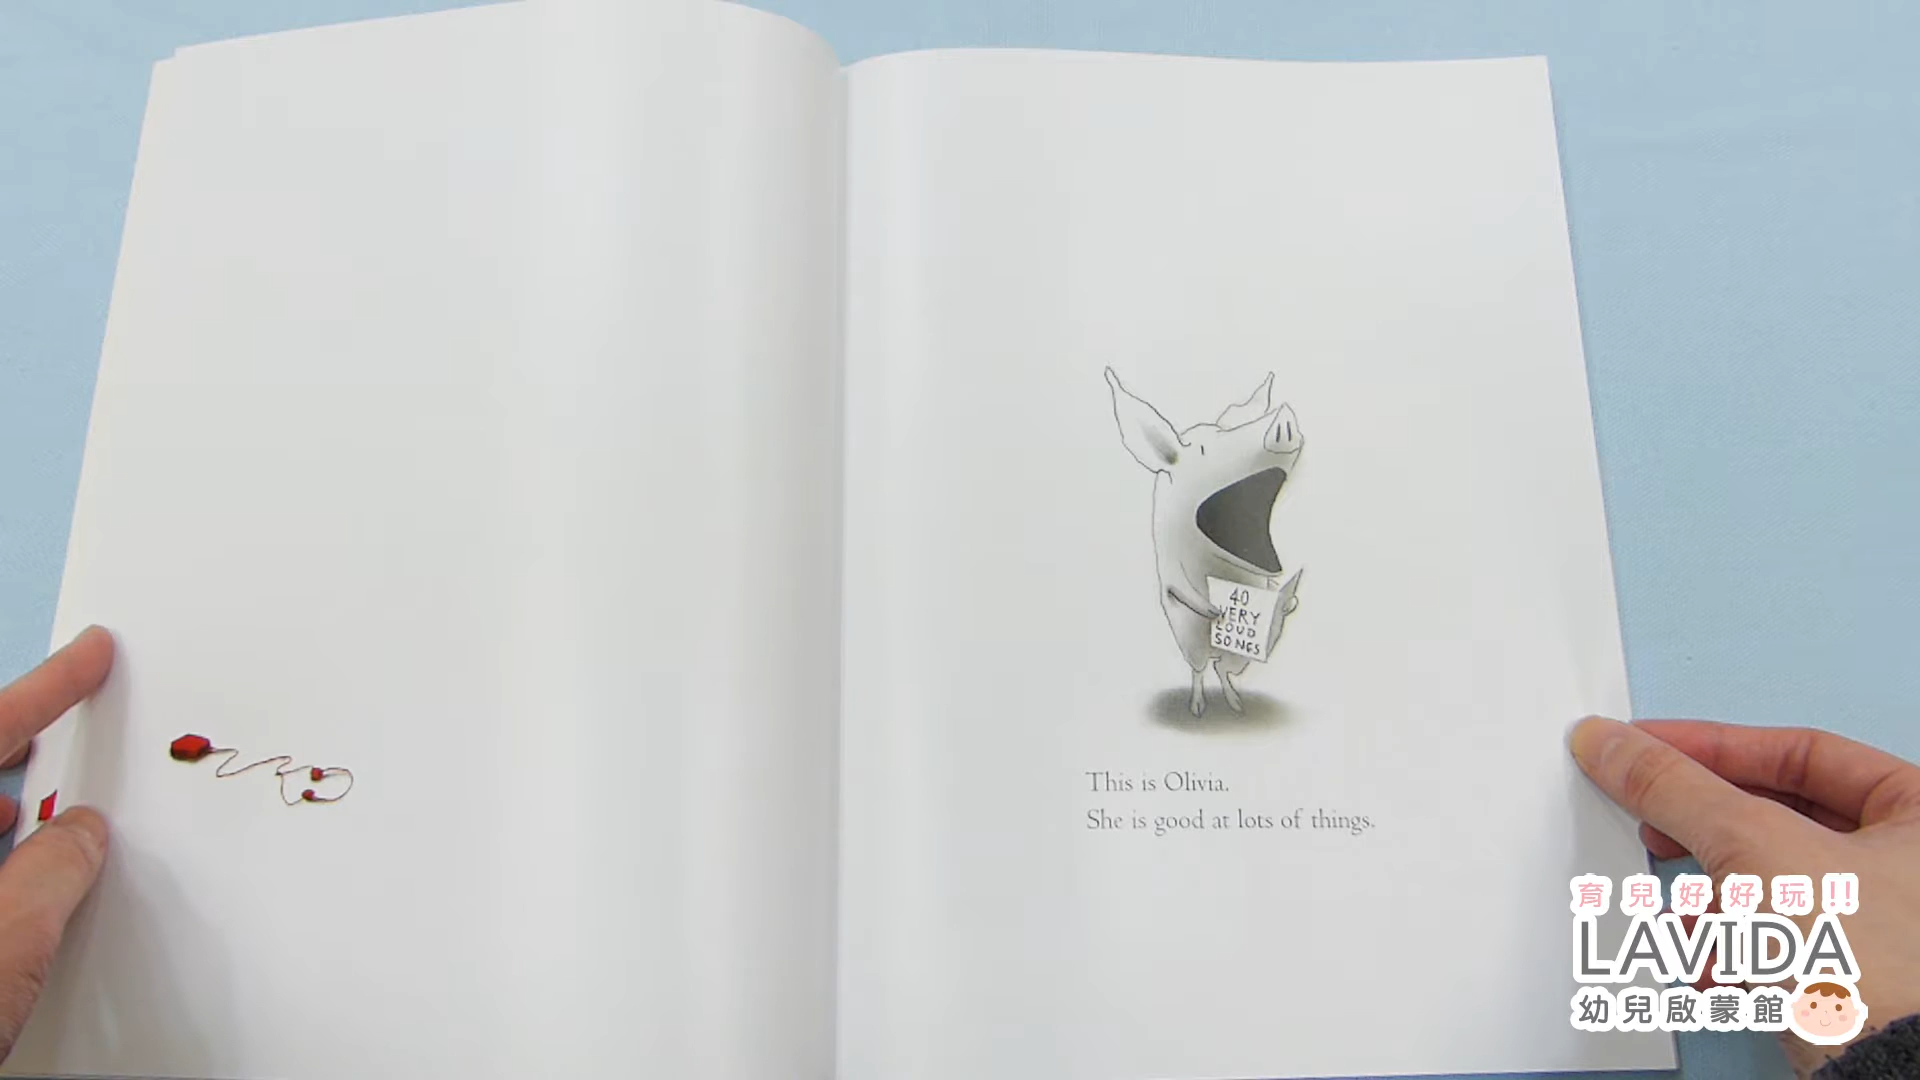 40
VERY
LOUD
SONGS
This is Olivia.
She is good at lots of things.
育兒好好玩!!
LAVIDA
幼兒啟蒙館